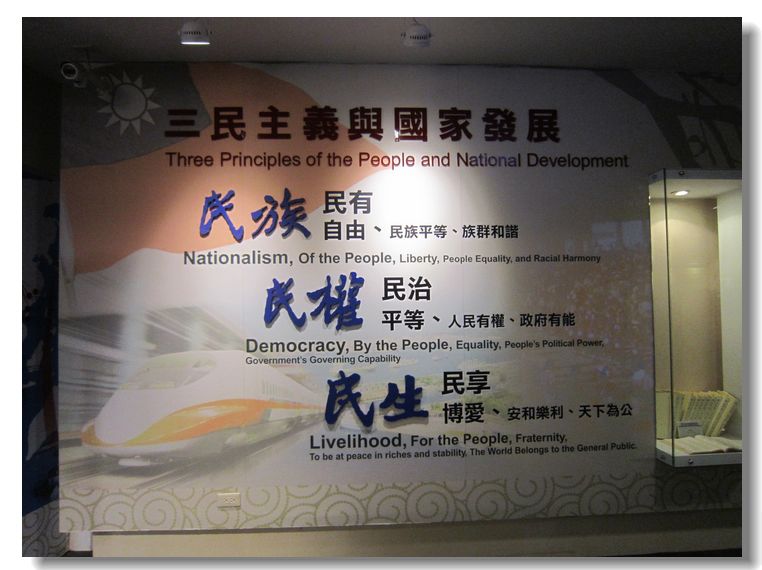 三民主義與國家發展
Three Principles of the People and National Development
民族 民有
自由、民族平等、族群和諧
Nationalism, Of the People, Liberty, People Equality, and Racial Harmony
民權 民治
平等、人民有權、政府有能
Democracy, By the People, Equality, People's Political Power,
Government's Governing Capability
民生 民享
博愛、安和樂利、天下為公
Livelihood, For the People, Fraternity,
To be at peace in riches and stability, The World Belongs to the General Public.